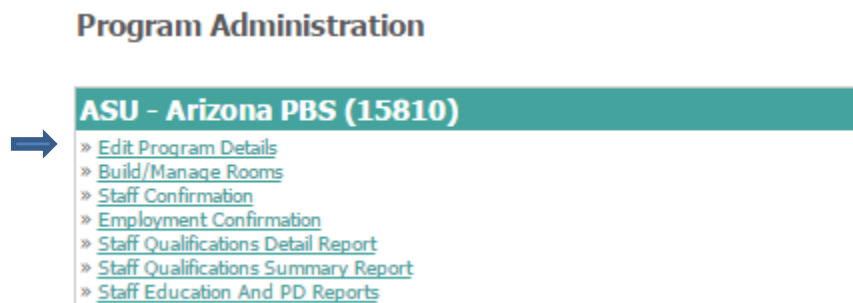 Program Administration
ASU - Arizona PBS (15810)
» Edit Program Details
» Build/Manage Rooms
» Staff Confirmation
» Employment Confirmation
» Staff Qualifications Detail Report
» Staff Qualifications Summary Report
» Staff Education And PD Reports